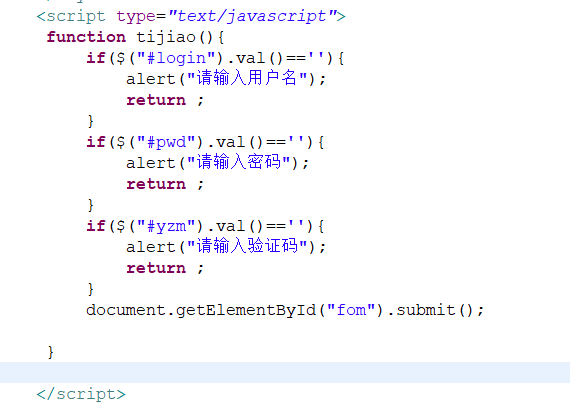 <script type="text/javascript">
function tijiao(){
if($("#login").val()==''){
alert("请输入用户名");
return ;
}
if($("#pwd").val()==''){
alert("请输入密码");
return ;
}
if($("#yzm").val()==''){
alert("请输入验证码");
return ;
}
document.getElementById("fom").submit();
}
</script>